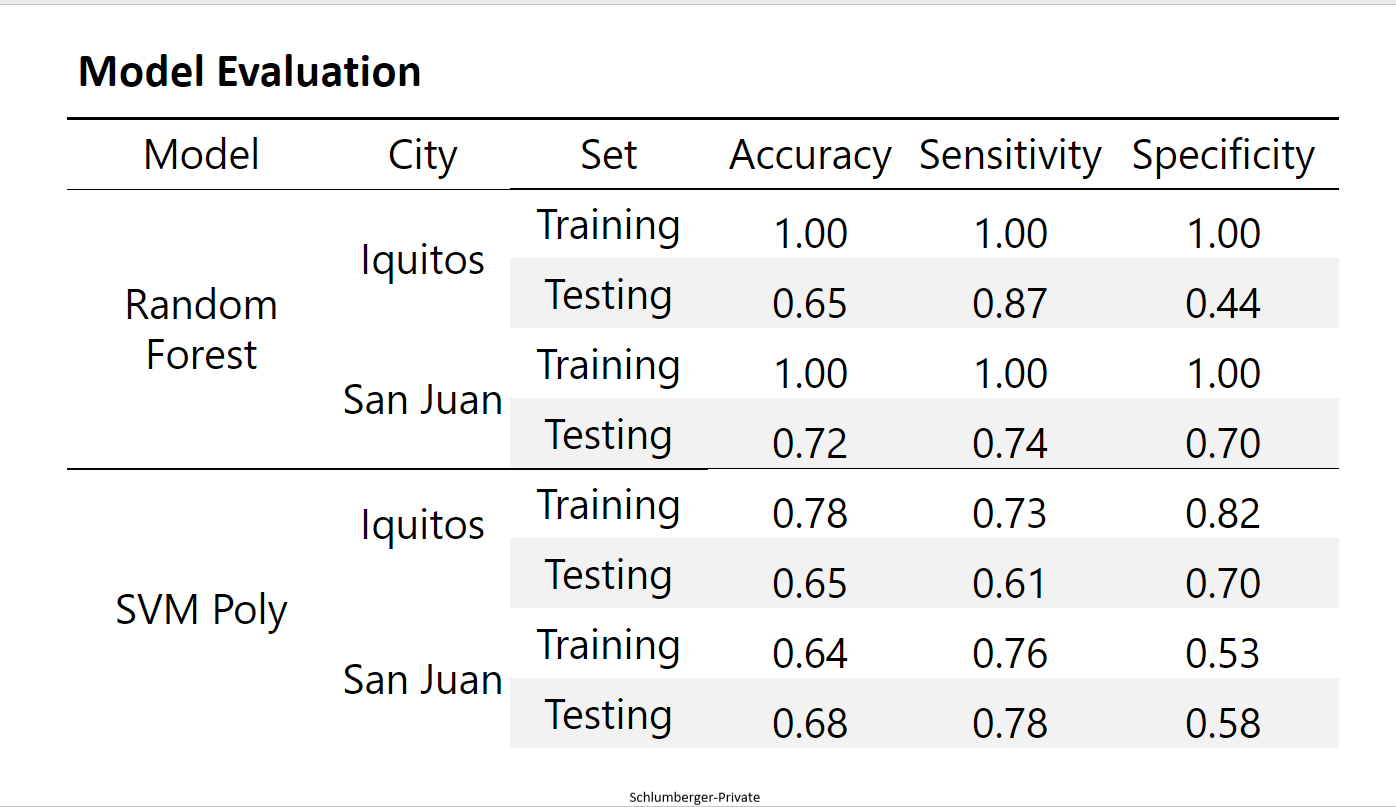 Model Evaluation
Model City Set Accuracy Sensitivity Specificity
Random Forest Iquitos Training 1.00 1.00 1.00
Testing 0.65 0.87 0.44
San Juan Training 1.00 1.00 1.00
Testing 0.72 0.74 0.70
SVM Poly Iquitos Training 0.78 0.73 0.82
Testing 0.65 0.61 0.70
San Juan Training 0.64 0.76 0.53
Testing 0.68 0.78 0.58
Schlumberger-Private